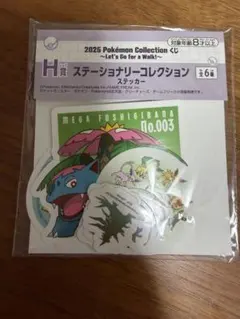 対象年齢8才以上
2025 Pokémon Collection くじ
~Let's Go for a Walk!~
H賞 ステーショナリーコレクション
ステッカー
全6種
MEGA FUSHIGIBANA
No.003